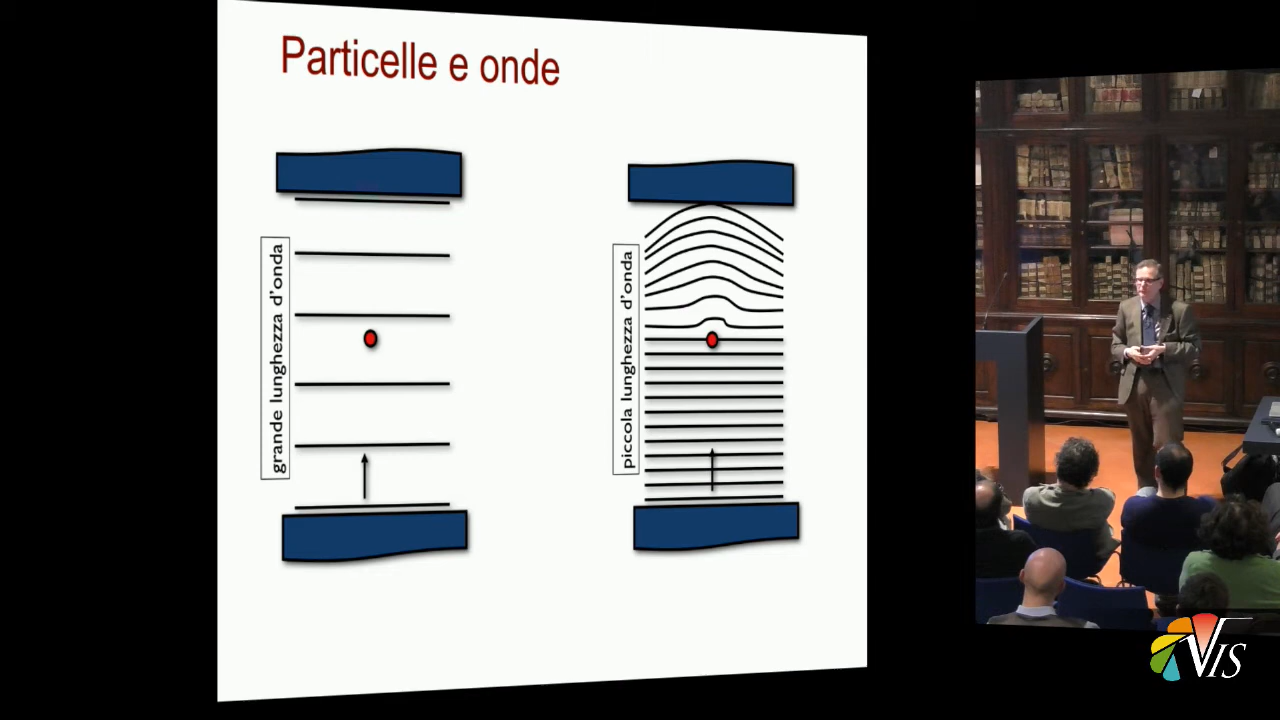 Particelle e onde
grande lunghezza d'onda
piccola lunghezza d'onda
VIS